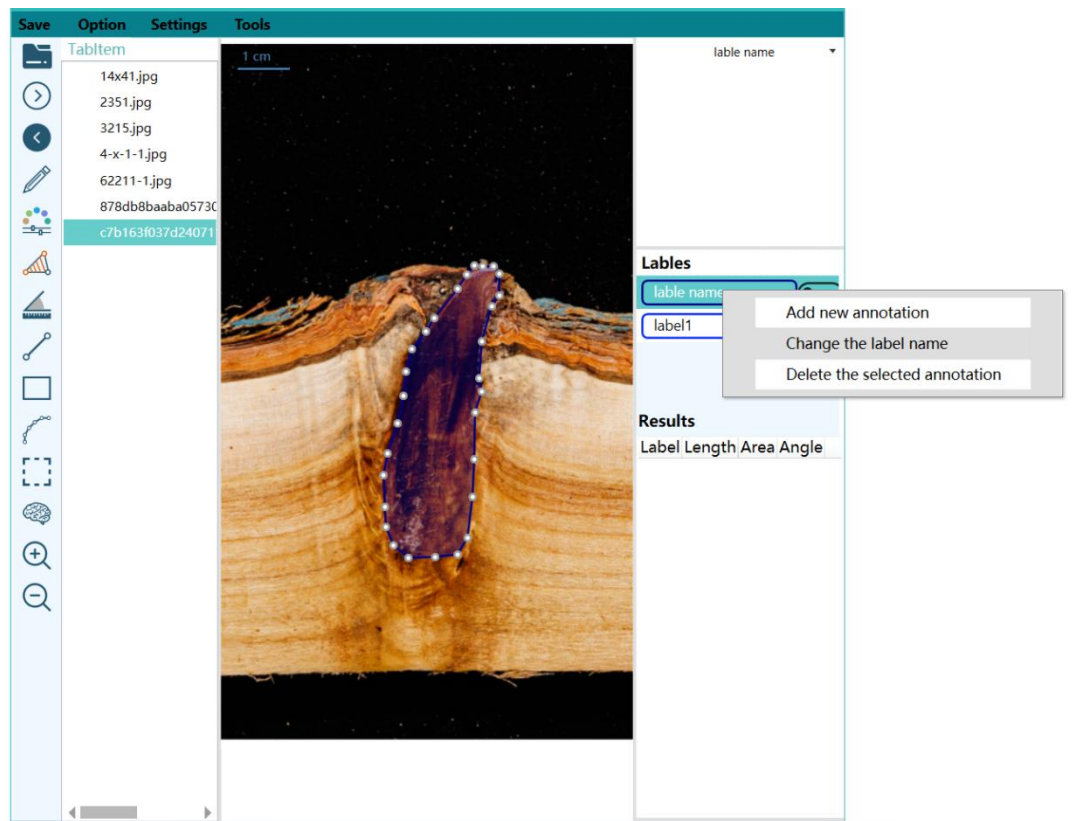 Save Option Settings Tools
TabItem
14x41.jpg
2351.jpg
3215.jpg
4-x-1-1.jpg
62211-1.jpg
878db8baaba05730
c7b163f037d24071
1 cm
lable name
Lables
lable name
label1
Add new annotation
Change the label name
Delete the selected annotation
Results
Label Length Area Angle